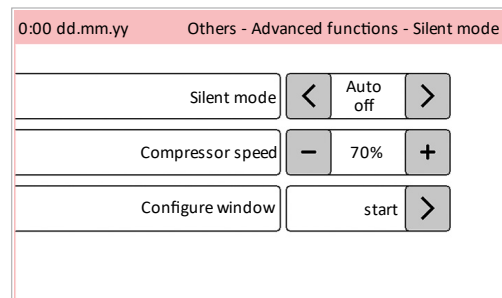 0:00 dd.mm.yy Others - Advanced functions - Silent mode
Silent mode < Auto off >
Compressor speed − 70% +
Configure window start >